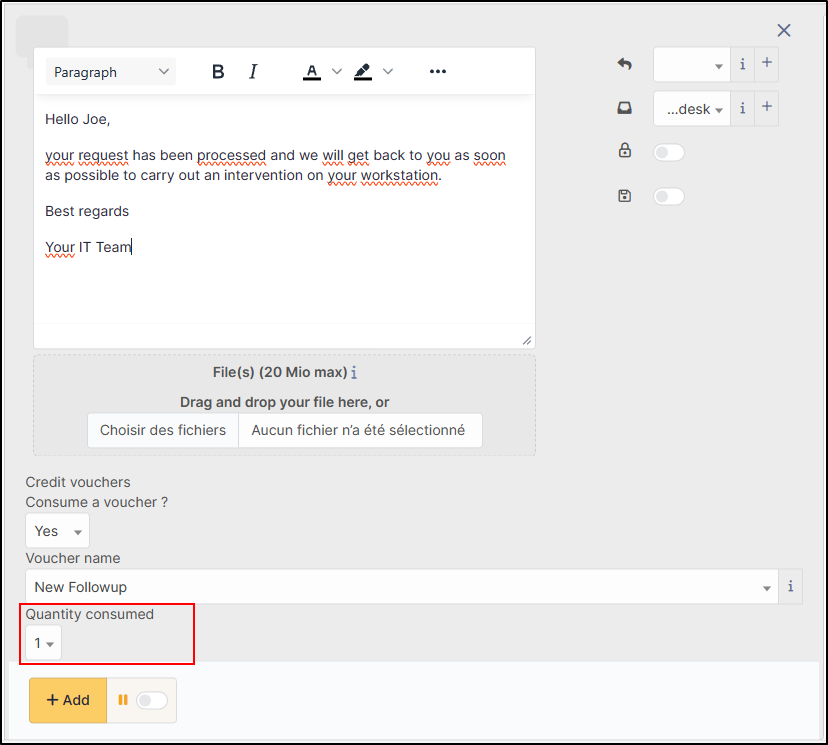 Paragraph B I A ...
Hello Joe,
your request has been processed and we will get back to you as soon
as possible to carry out an intervention on your workstation.
Best regards
Your IT Team
i +
...desk i +
File(s) (20 Mio max) i
Drag and drop your file here, or
Choisir des fichiers Aucun fichier n'a été sélectionné
Credit vouchers
Consume a voucher ?
Yes
Voucher name
New Followup i
Quantity consumed
1
+ Add